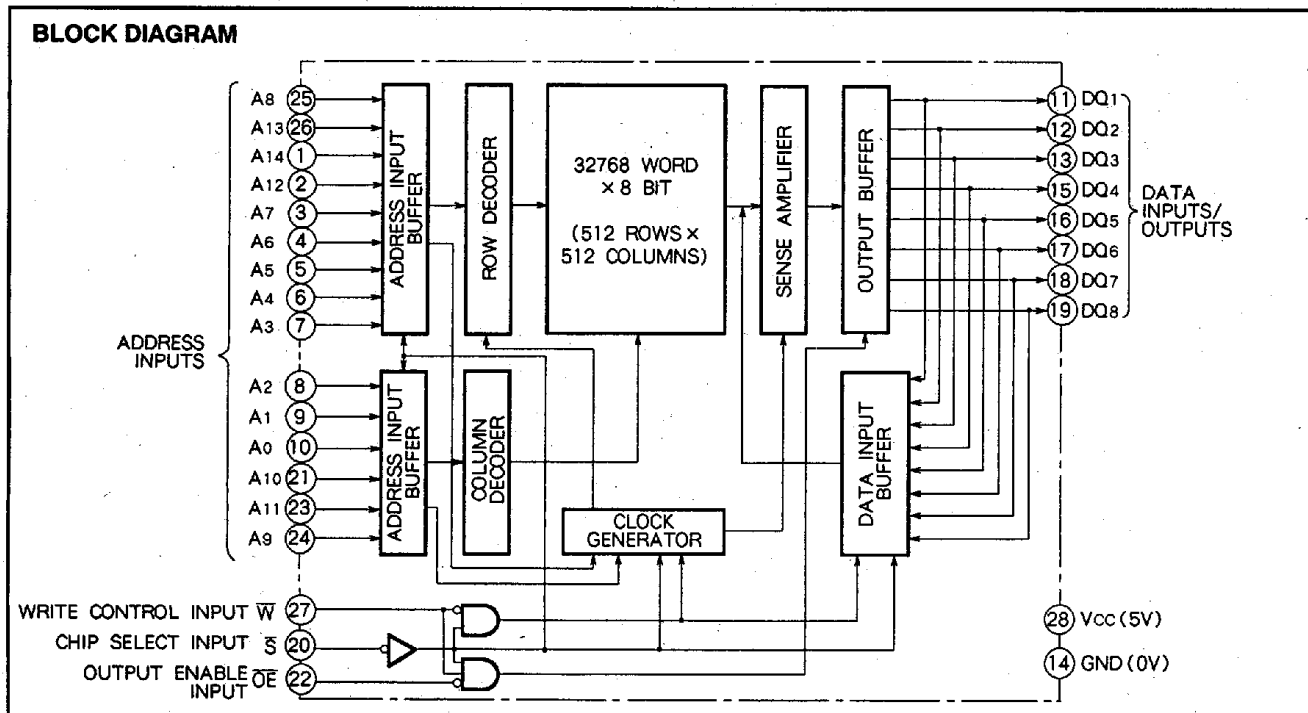 BLOCK DIAGRAM
ADDRESS INPUTS
A8 25
A13 26
A14 1
A12 2
A7 3
A6 4
A5 5
A4 6
A3 7
A2 8
A1 9
A0 10
A10 21
A11 23
A9 24
WRITE CONTROL INPUT W̅ 27
CHIP SELECT INPUT S̅ 20
OUTPUT ENABLE
INPUT O̅E̅ 22
ADDRESS INPUT
BUFFER
ROW DECODER
32768 WORD
× 8 BIT
(512 ROWS×
512 COLUMNS)
SENSE AMPLIFIER
OUTPUT BUFFER
ADDRESS INPUT
BUFFER
COLUMN
DECODER
CLOCK
GENERATOR
DATA INPUT
BUFFER
11 DQ1
12 DQ2
13 DQ3
15 DQ4
16 DQ5
17 DQ6
18 DQ7
19 DQ8
DATA
INPUTS/
OUTPUTS
28 VCC (5V)
14 GND (0V)